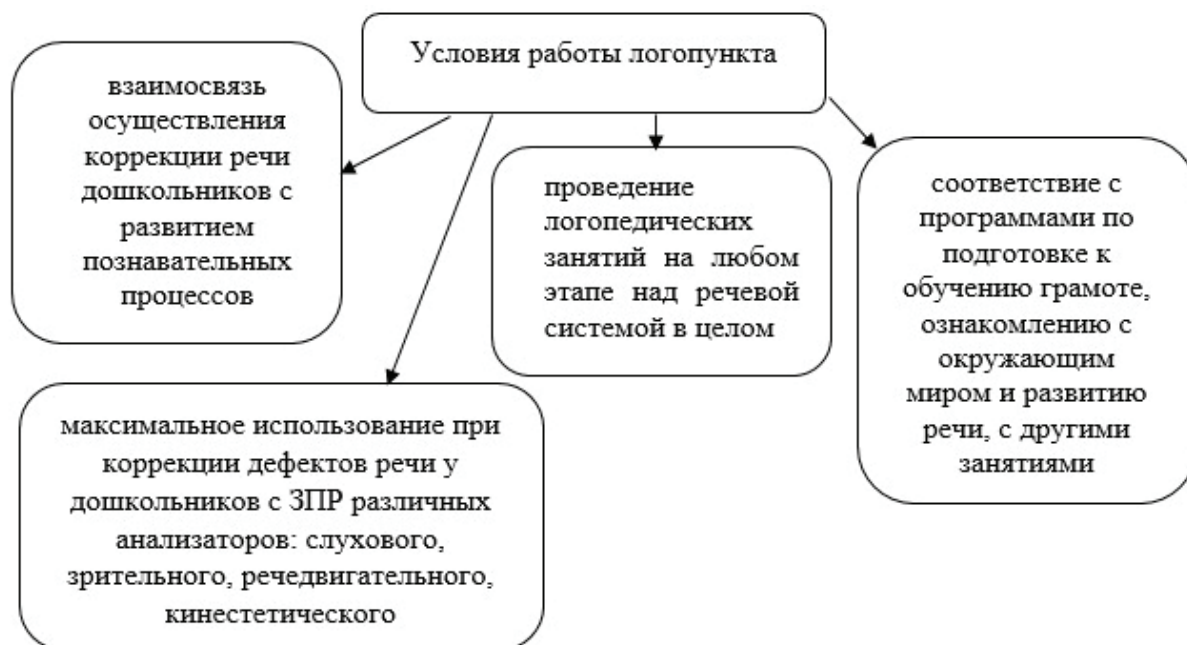 Условия работы логопункта
взаимосвязь
осуществления
коррекции речи
дошкольников с
развитием
познавательных
процессов
максимальное использование при
коррекции дефектов речи у
дошкольников с ЗПР различных
анализаторов: слухового,
зрительного, речедвигательного,
кинестетического
проведение
логопедических
занятий на любом
этапе над речевой
системой в целом
соответствие с
программами по
подготовке к
обучению грамоте,
ознакомлению с
окружающим
миром и развитию
речи, с другими
занятиями